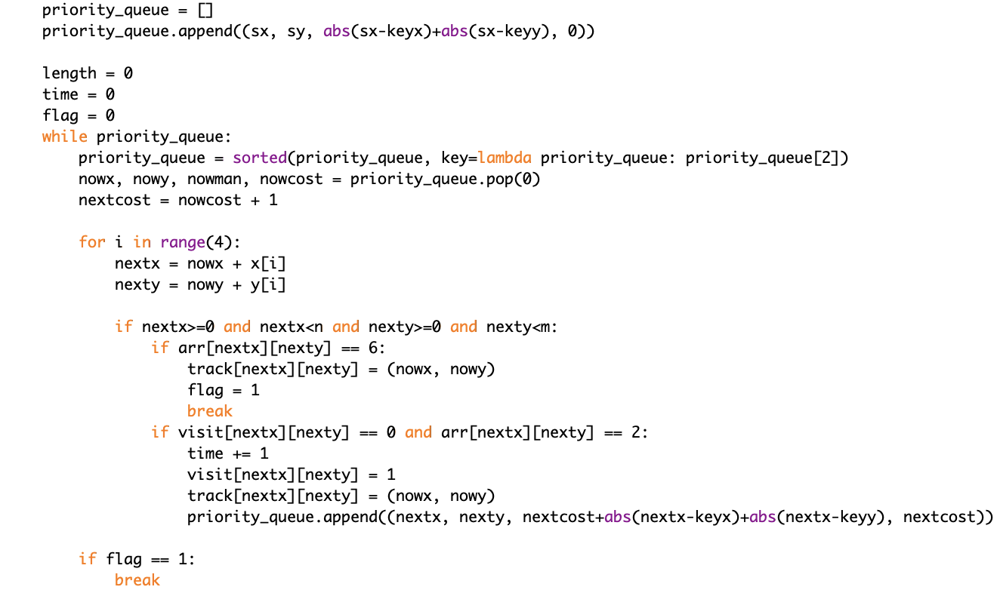 priority_queue = []
priority_queue.append((sx, sy, abs(sx-keyx)+abs(sx-keyy), 0))

length = 0
time = 0
flag = 0
while priority_queue:
    priority_queue = sorted(priority_queue, key=lambda priority_queue: priority_queue[2])
    nowx, nowy, nowman, nowcost = priority_queue.pop(0)
    nextcost = nowcost + 1

    for i in range(4):
        nextx = nowx + x[i]
        nexty = nowy + y[i]

        if nextx>=0 and nextx<n and nexty>=0 and nexty<m:
            if arr[nextx][nexty] == 6:
                track[nextx][nexty] = (nowx, nowy)
                flag = 1
                break
            if visit[nextx][nexty] == 0 and arr[nextx][nexty] == 2:
                time += 1
                visit[nextx][nexty] = 1
                track[nextx][nexty] = (nowx, nowy)
                priority_queue.append((nextx, nexty, nextcost+abs(nextx-keyx)+abs(nextx-keyy), nextcost))

    if flag == 1:
        break